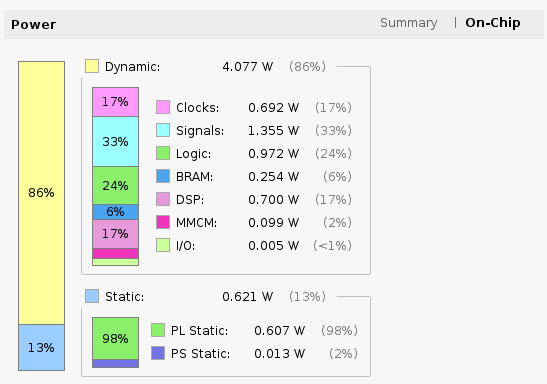 Power Summary | On-Chip
Dynamic: 4.077 W (86%)
17% Clocks: 0.692 W (17%)
33% Signals: 1.355 W (33%)
24% Logic: 0.972 W (24%)
6% BRAM: 0.254 W (6%)
17% DSP: 0.700 W (17%)
MMCM: 0.099 W (2%)
I/O: 0.005 W (<1%)
86%
Static: 0.621 W (13%)
98% PL Static: 0.607 W (98%)
PS Static: 0.013 W (2%)
13%